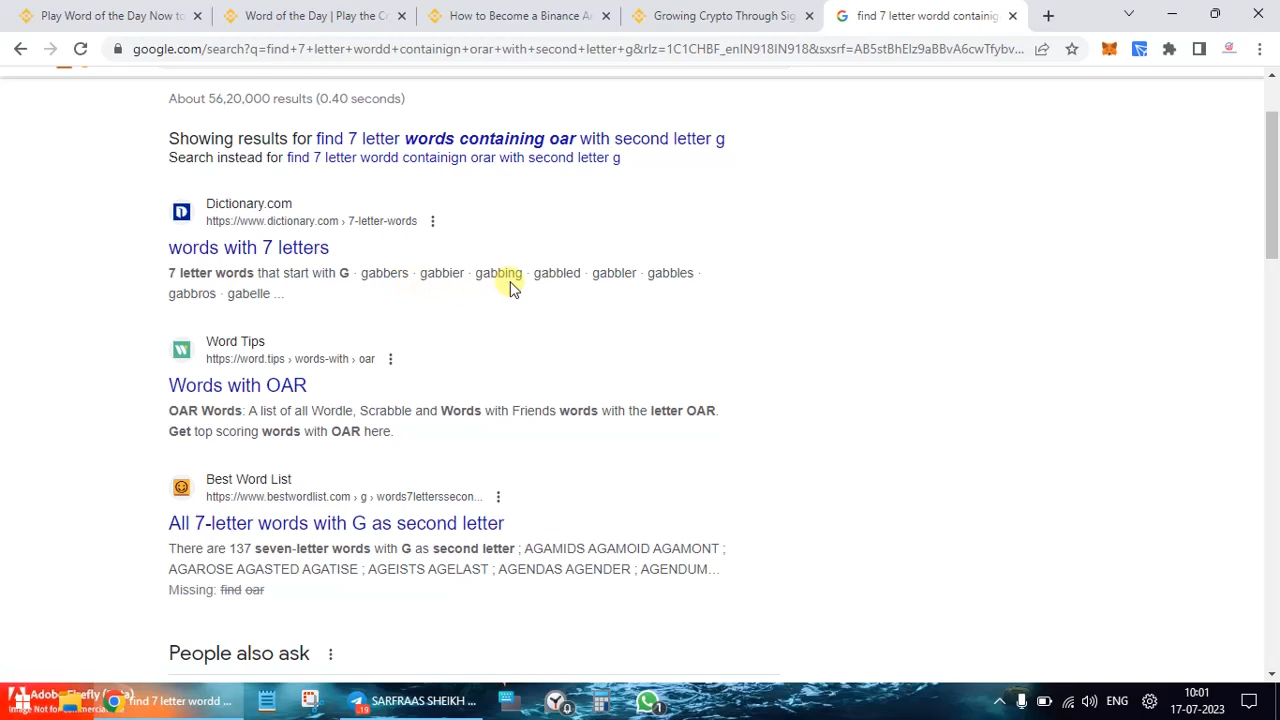 Play Word of the Day Now to
Word of the Day | Play the Cr
How to Become a Binance A
Growing Crypto Through Sig
find 7 letter wordd containig
google.com/search?q=find+7+letter+wordd+containign+orar+with+second+letter+g&rlz=1C1CHBF_enIN918IN918&sxsrf=AB5stBhElz9aBBvA6cwTfybv...
About 56,20,000 results (0.40 seconds)
Showing results for find 7 letter words containing oar with second letter g
Search instead for find 7 letter wordd containign orar with second letter g
Dictionary.com
https://www.dictionary.com › 7-letter-words
words with 7 letters
7 letter words that start with G · gabbers · gabbier · gabbing · gabbled · gabbler · gabbles ·
gabbros · gabelle ...
Word Tips
https://word.tips › words-with › oar
Words with OAR
OAR Words: A list of all Wordle, Scrabble and Words with Friends words with the letter OAR.
Get top scoring words with OAR here.
Best Word List
https://www.bestwordlist.com › g › words7letterssecon...
All 7-letter words with G as second letter
There are 137 seven-letter words with G as second letter ; AGAMIDS AGAMOID AGAMONT ;
AGAROSE AGASTED AGATISE ; AGEISTS AGELAST ; AGENDAS AGENDER ; AGENDUM...
Missing: find oar
People also ask
Adobe Firefly
find 7 letter wordd ...
19
SARFRAAS SHEIKH ...
0
1
ENG
10:01
17-07-2023